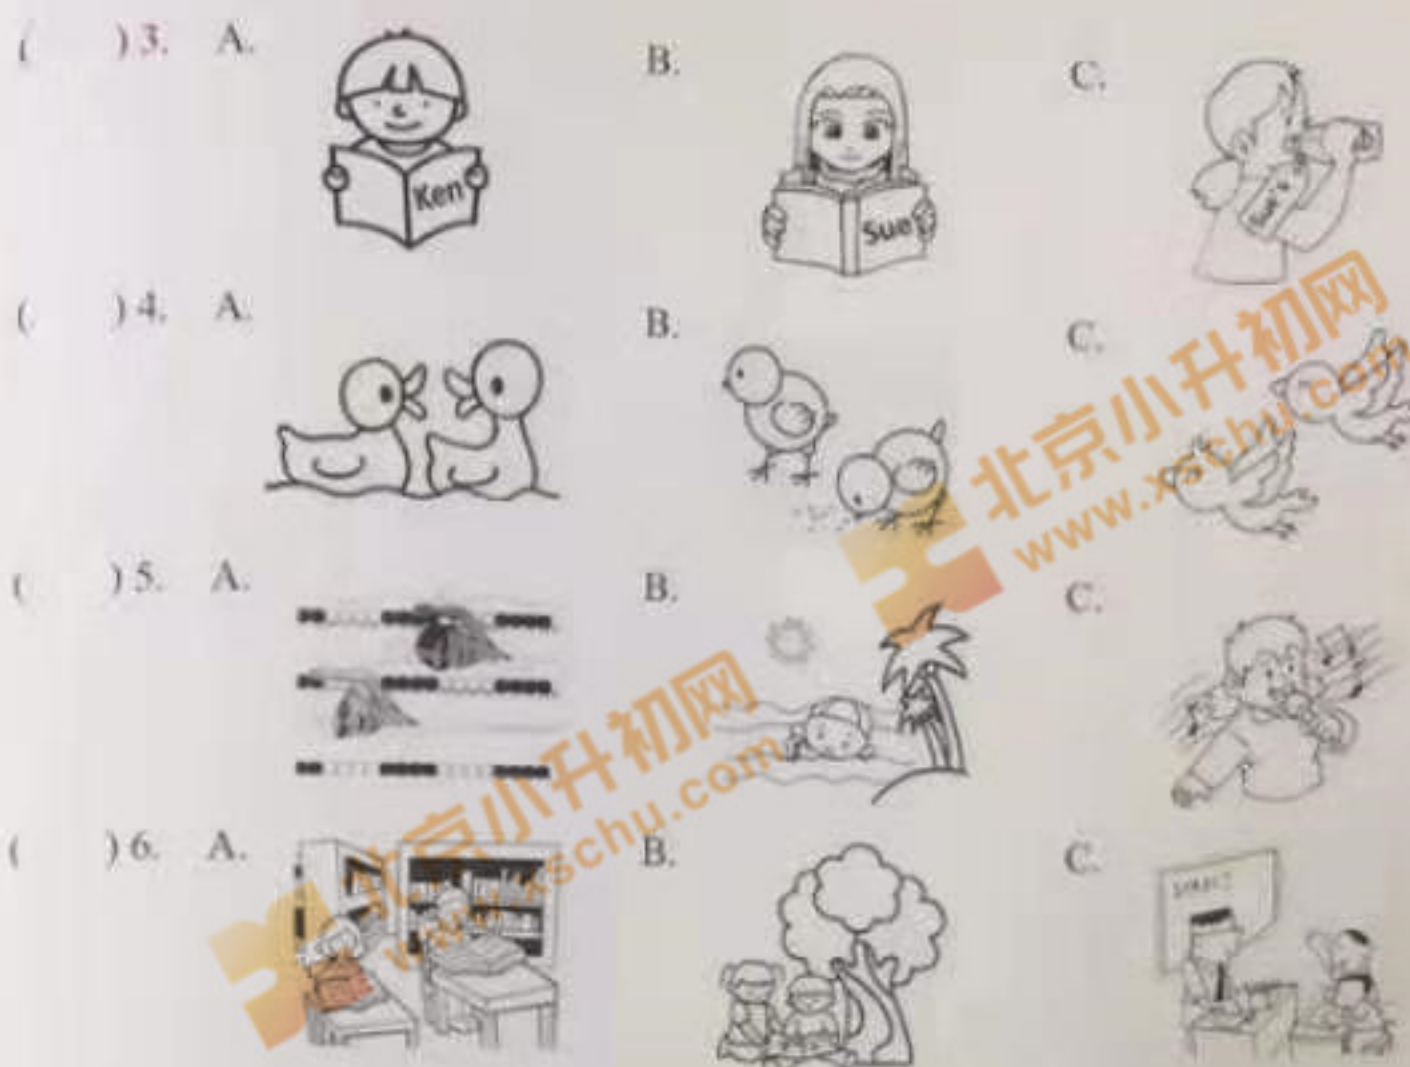 ( ) 3. A. B. C.
Ken
Sue
( ) 4. A. B. C.
北京小升初网
www.xschu.com
( ) 5. A. B. C.
北京小升初网
www.xschu.com
( ) 6. A. B. C.
北京小升初网
www.xschu.com